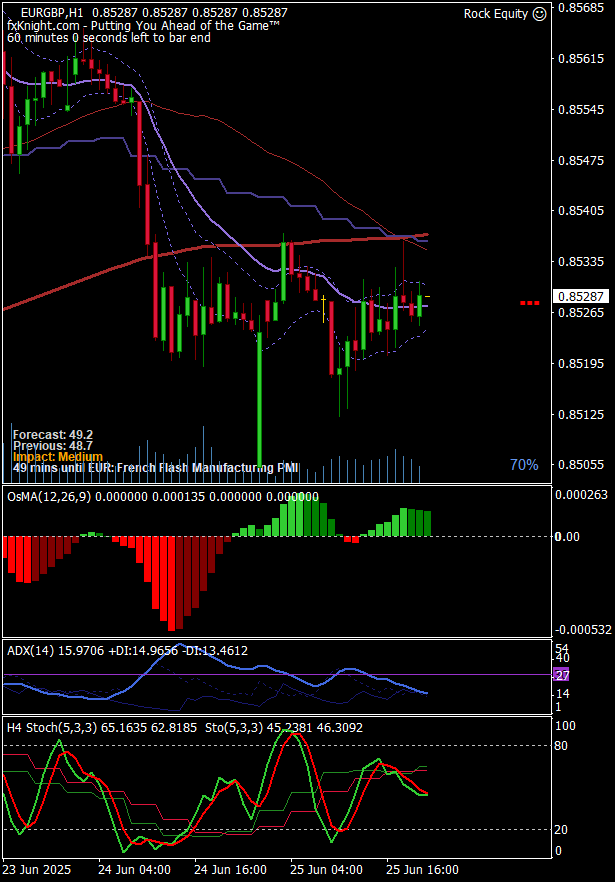 EURGBP,H1 0.85287 0.85287 0.85287 0.85287
Rock Equity ☺
fxKnight.com - Putting You Ahead of the Game™
60 minutes 0 seconds left to bar end
0.85685
0.85615
0.85545
0.85475
0.85405
0.85335
0.85287
0.85265
0.85195
0.85125
0.85055
Forecast: 49.2
Previous: 48.7
Impact: Medium
49 mins until EUR: French Flash Manufacturing PMI
70%
OsMA(12,26,9) 0.000000 0.000135 0.000000 0.000000
0.000263
0.00
-0.000532
ADX(14) 15.9706 +DI:14.9656 -DI:13.4612
54
40
27
14
1
H4 Stoch(5,3,3) 65.1635 62.8185 Sto(5,3,3) 45.2381 46.3092
100
80
20
0
23 Jun 2025
24 Jun 04:00
24 Jun 16:00
25 Jun 04:00
25 Jun 16:00